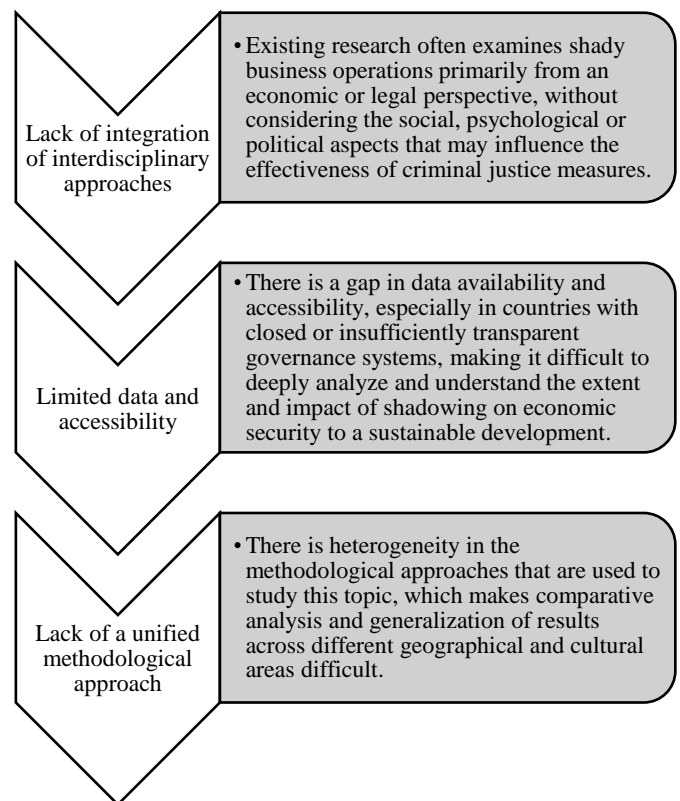 Lack of integration
of interdisciplinary
approaches
• Existing research often examines shady
business operations primarily from an
economic or legal perspective, without
considering the social, psychological or
political aspects that may influence the
effectiveness of criminal justice measures.
Limited data and
accessibility
• There is a gap in data availability and
accessibility, especially in countries with
closed or insufficiently transparent
governance systems, making it difficult to
deeply analyze and understand the extent
and impact of shadowing on economic
security to a sustainable development.
Lack of a unified
methodological
approach
• There is heterogeneity in the
methodological approaches that are used to
study this topic, which makes comparative
analysis and generalization of results
across different geographical and cultural
areas difficult.